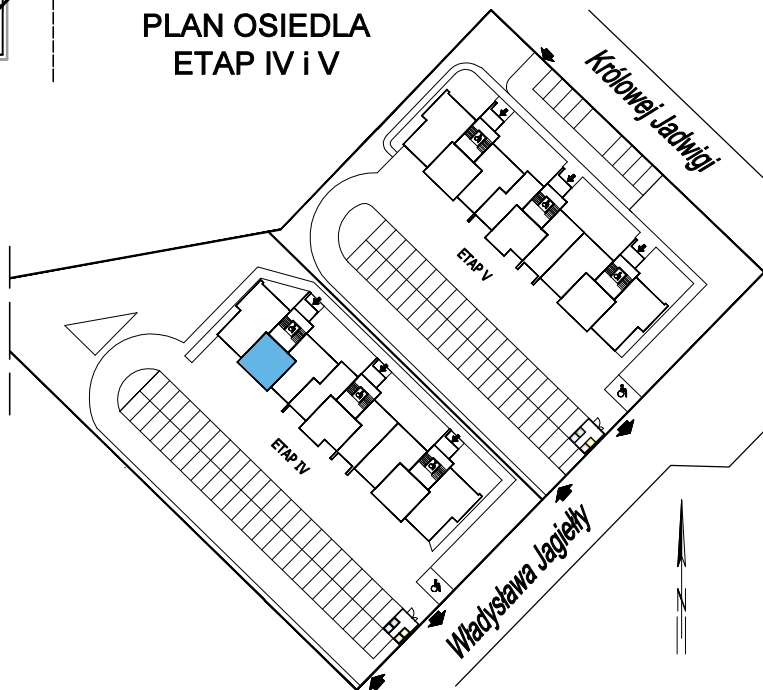 PLAN OSIEDLA
ETAP IV i V
Królowej Jadwigi
ETAP V
ETAP IV
Władysława Jagiełły
N